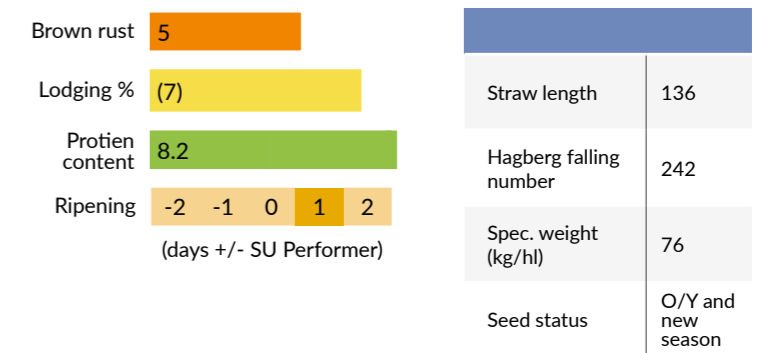 Brown rust 5
Lodging % (7)
Protien
content 8.2
Ripening -2 -1 0 1 2
(days +/- SU Performer)
Straw length 136
Hagberg falling
number 242
Spec. weight
(kg/hl) 76
Seed status O/Y and
new
season